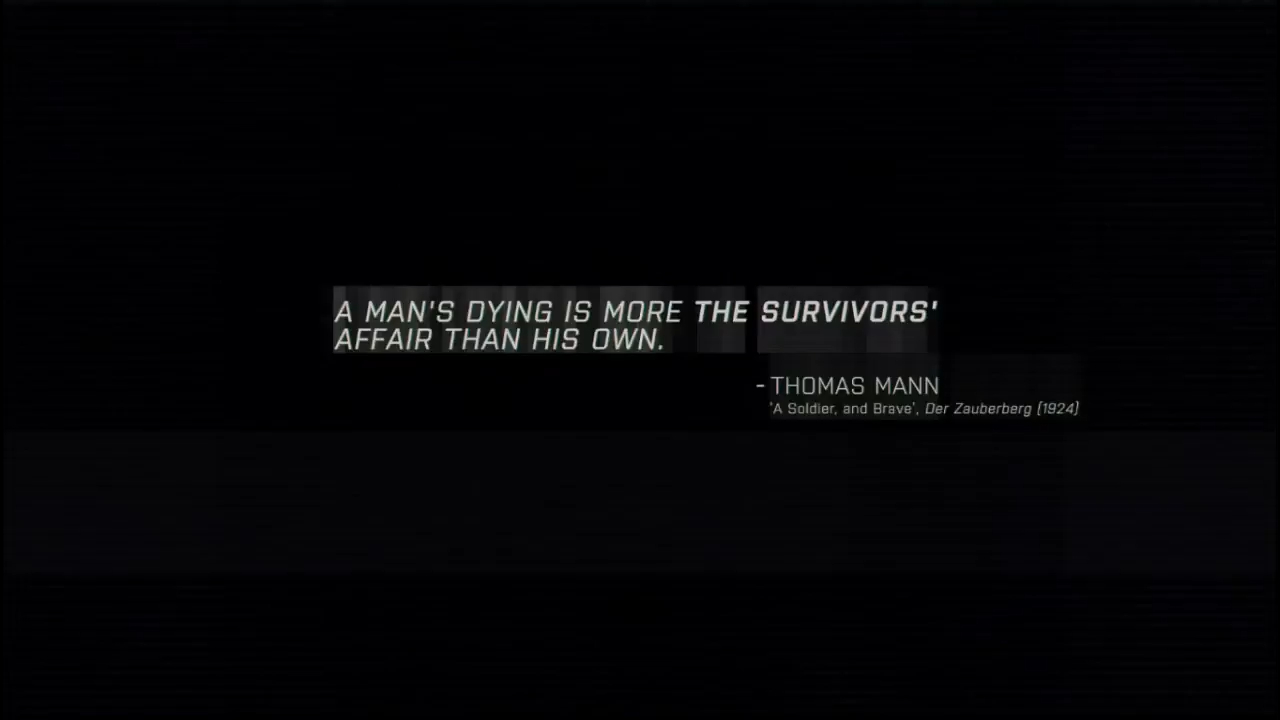 A MAN'S DYING IS MORE THE SURVIVORS'
AFFAIR THAN HIS OWN.
- THOMAS MANN
'A Soldier, and Brave', Der Zauberberg (1924)